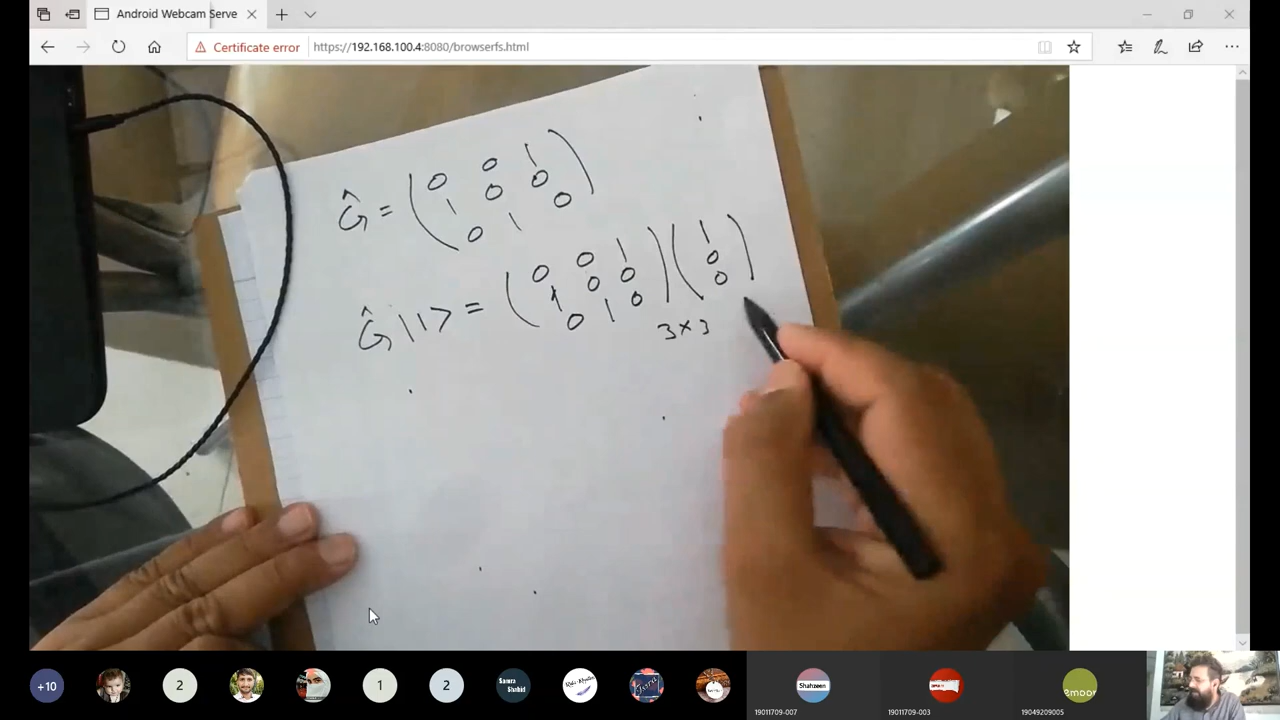 Android Webcam Serve
Certificate error
https://192.168.100.4:8080/browserfs.html
Ĝ = ( 0 0 1
1 0 0
0 1 0 )
Ĝ |1> = ( 0 0 1
1 0 0
0 1 0 ) ( 1
0
0 )
3×3
+10
2
1
2
Samra Shahid
Shahzeen
19011709-007
19011709-003
19049209005